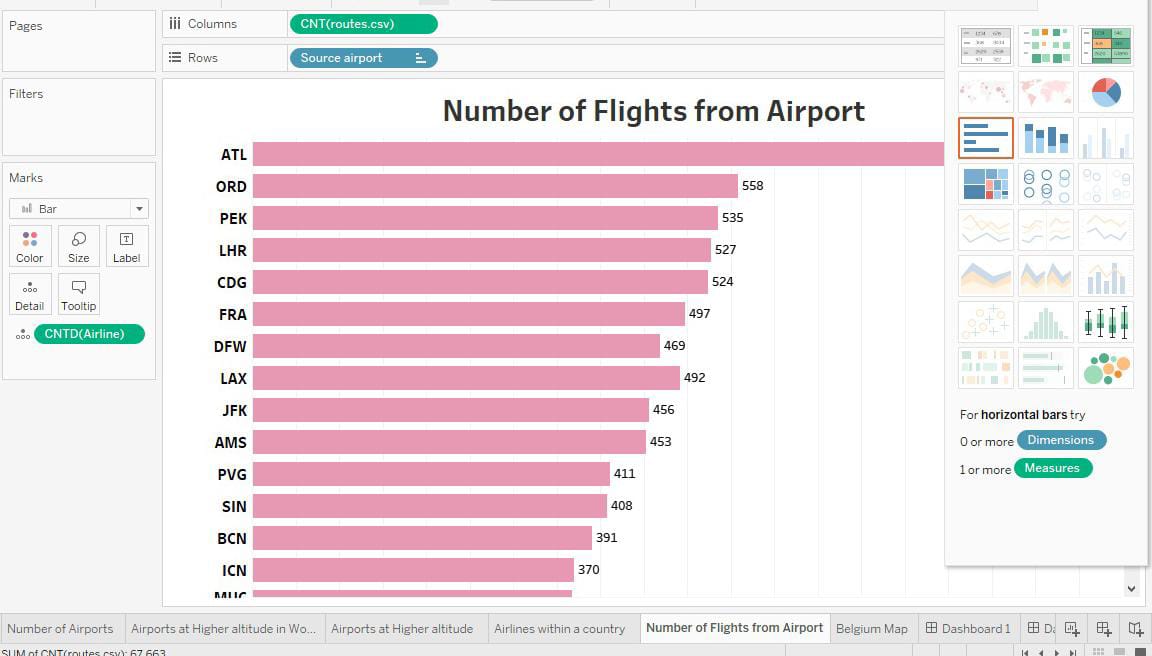 Pages
Columns
CNT(routes.csv)
Rows
Source airport
Filters
Number of Flights from Airport
Marks
Bar
Color
Size
Label
Detail
Tooltip
CNTD(Airline)
ATL
ORD 558
PEK 535
LHR 527
CDG 524
FRA 497
DFW 469
LAX 492
JFK 456
AMS 453
PVG 411
SIN 408
BCN 391
ICN 370
MUC
For horizontal bars try
0 or more Dimensions
1 or more Measures
Number of Airports
Airports at Higher altitude in Wo...
Airports at Higher altitude
Airlines within a country
Number of Flights from Airport
Belgium Map
Dashboard 1
Da
SUM of CNT(routes.csv): 67,663